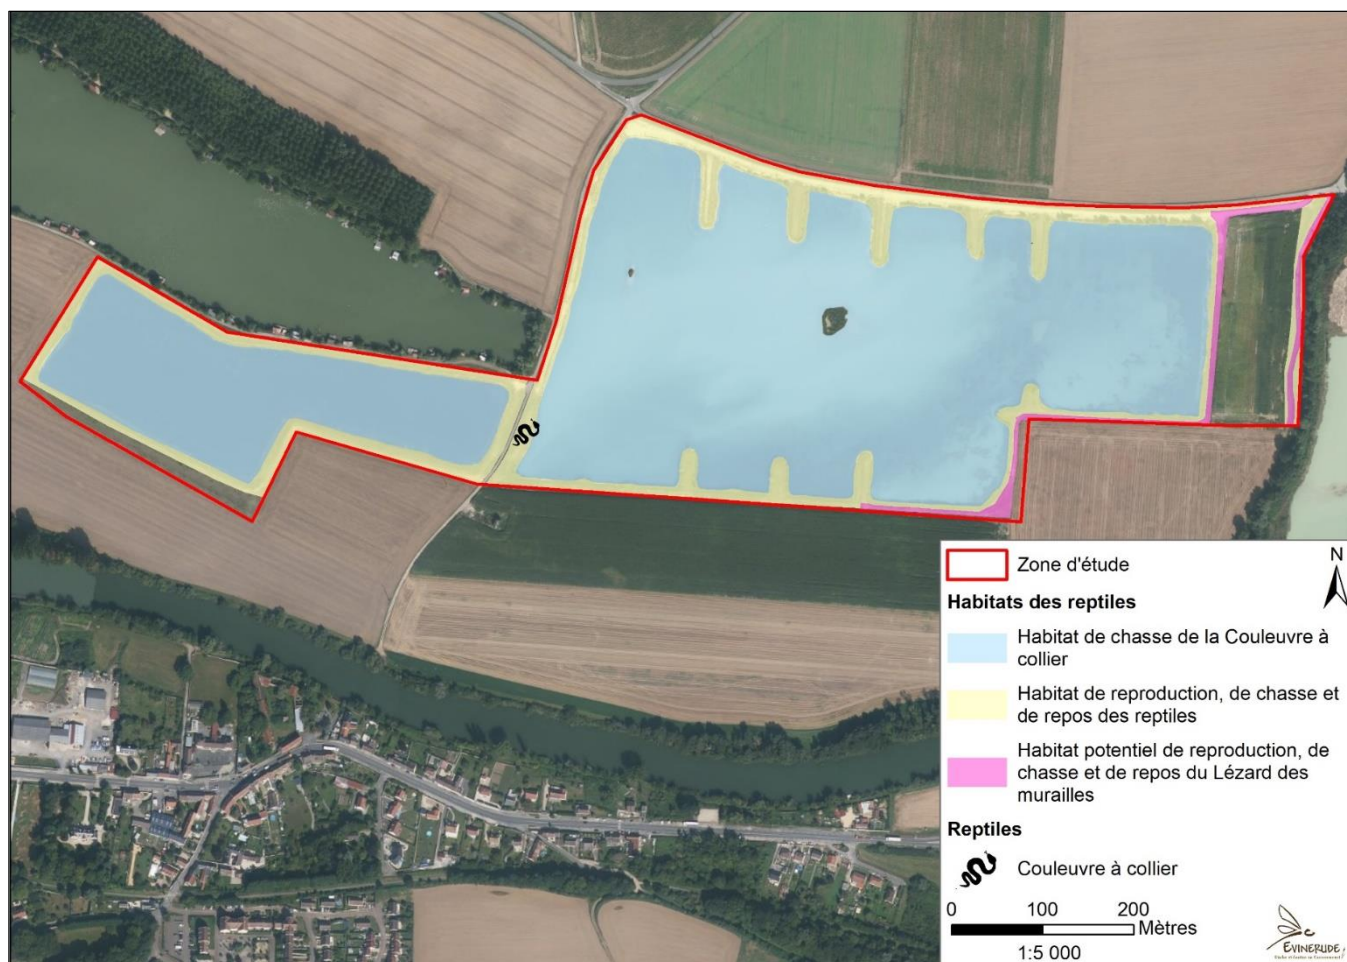 Zone d'étude
N
Habitats des reptiles
Habitat de chasse de la Couleuvre à
collier
Habitat de reproduction, de chasse et
de repos des reptiles
Habitat potentiel de reproduction, de
chasse et de repos du Lézard des
murailles
Reptiles
Couleuvre à collier
0 100 200
Mètres
1:5 000
EVINERUDE